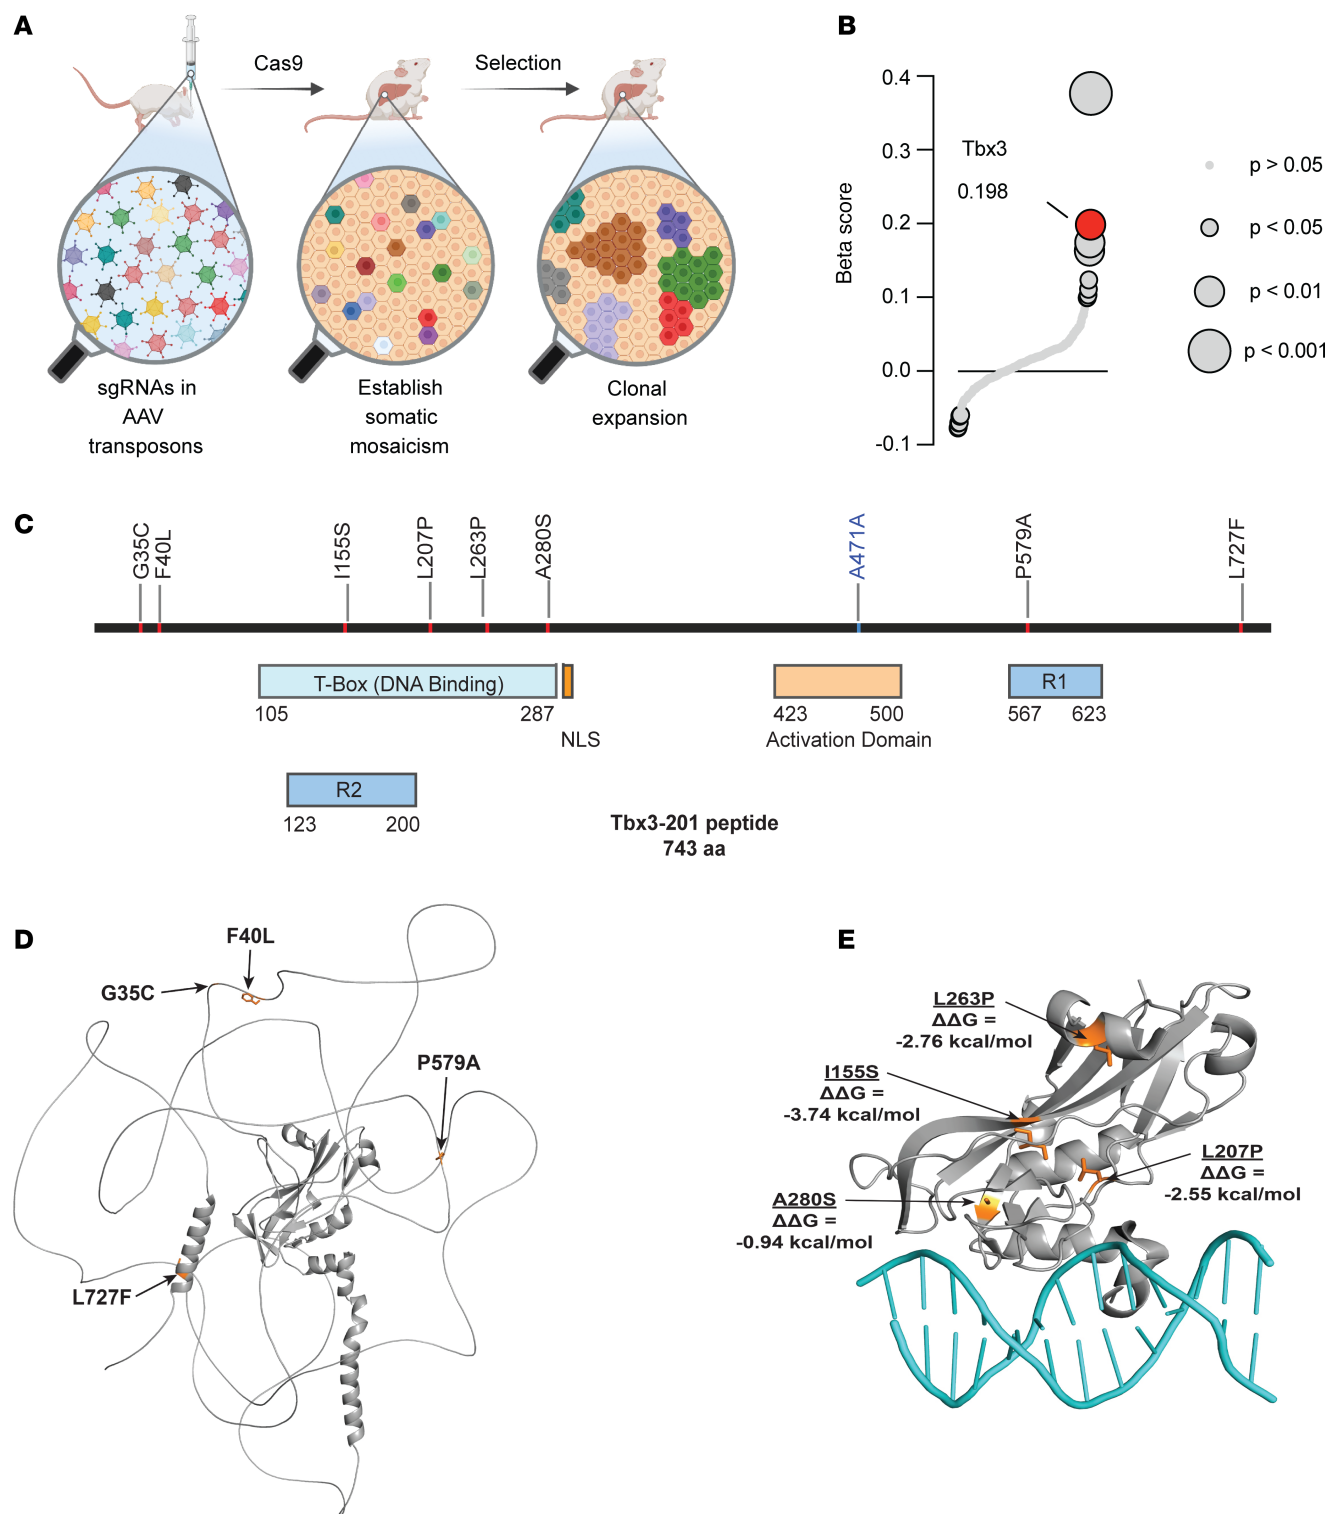 A
Cas9
Selection
sgRNAs in
AAV
transposons
Establish
somatic
mosaicism
Clonal
expansion
B
Beta score
0.4
0.3
0.2
0.1
0.0
-0.1
Tbx3
0.198
p > 0.05
p < 0.05
p < 0.01
p < 0.001
C
G35C
F40L
I155S
L207P
L263P
A280S
A471A
P579A
L727F
T-Box (DNA Binding)
R1
105
287
423
500
567
623
NLS
Activation Domain
R2
123
200
Tbx3-201 peptide
743 aa
D
F40L
G35C
P579A
L727F
E
L263P
ΔΔG =
-2.76 kcal/mol
I155S
ΔΔG =
-3.74 kcal/mol
L207P
ΔΔG =
-2.55 kcal/mol
A280S
ΔΔG =
-0.94 kcal/mol